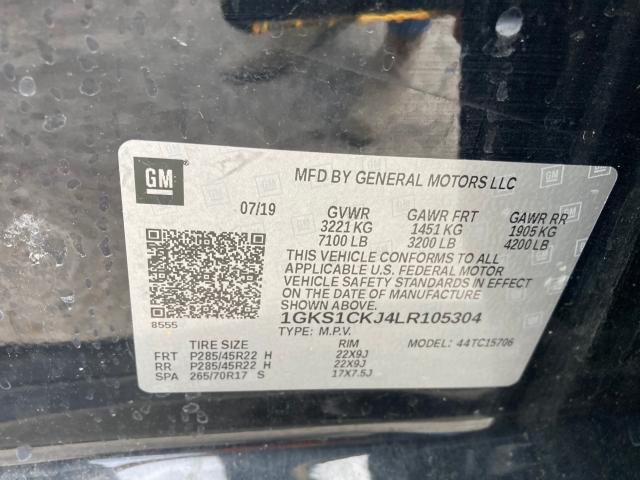 GM
MFD BY GENERAL MOTORS LLC
07/19
GVWR GAWR FRT GAWR RR
3221 KG 1451 KG 1905 KG
7100 LB 3200 LB 4200 LB
THIS VEHICLE CONFORMS TO ALL
APPLICABLE U.S. FEDERAL MOTOR
VEHICLE SAFETY STANDARDS IN EFFECT
ON THE DATE OF MANUFACTURE
SHOWN ABOVE.
8555
1GKS1CKJ4LR105304
TYPE: M.P.V. MODEL: 44TC15706
TIRE SIZE RIM
FRT P285/45R22 H 22X9J
RR P285/45R22 H 22X9J
SPA 265/70R17 S 17X7.5J